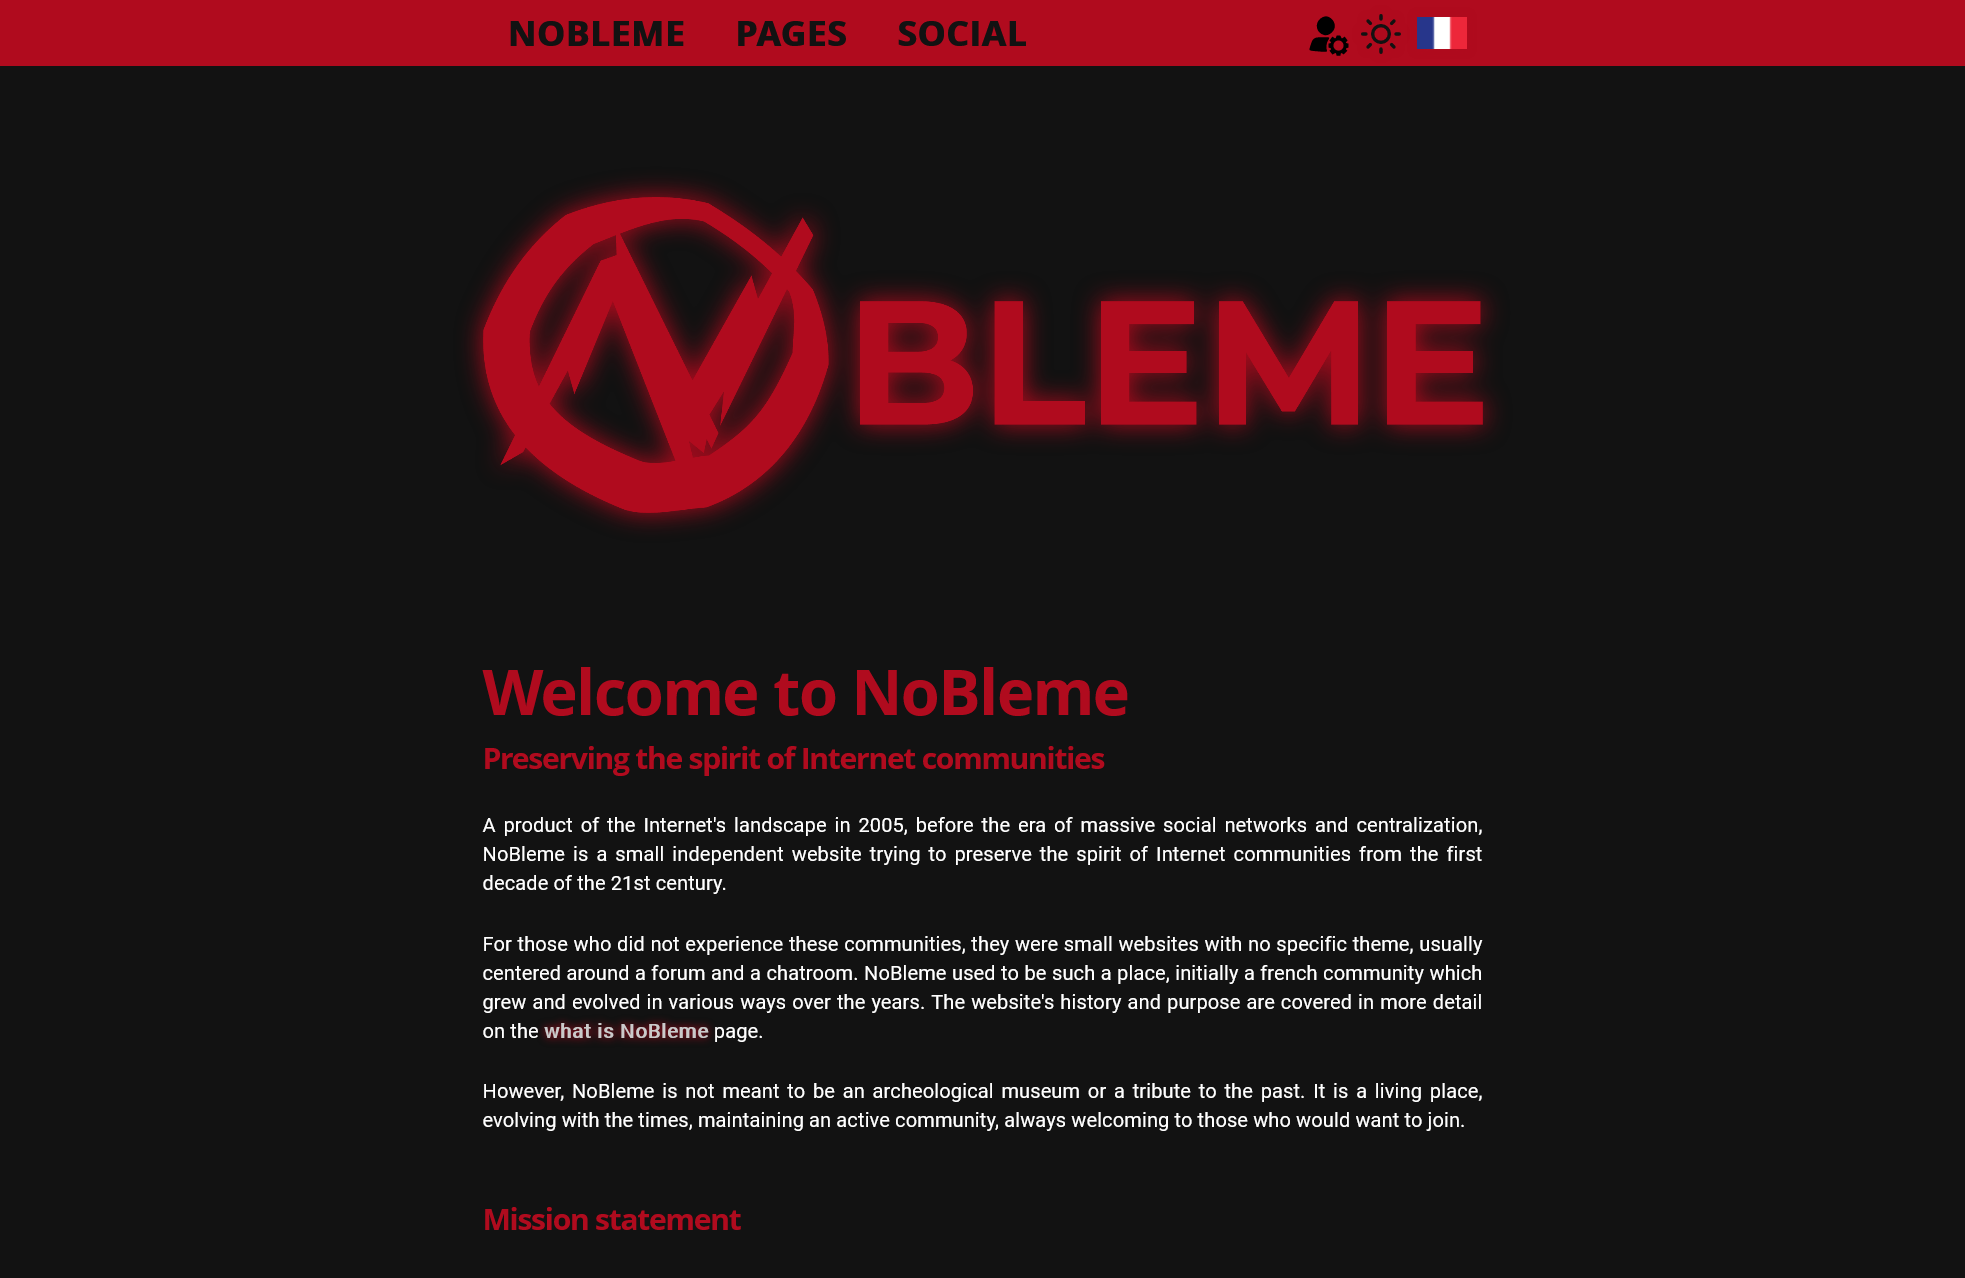 NOBLEME PAGES SOCIAL
NBLEME
Welcome to NoBleme
Preserving the spirit of Internet communities
A product of the Internet's landscape in 2005, before the era of massive social networks and centralization,
NoBleme is a small independent website trying to preserve the spirit of Internet communities from the first
decade of the 21st century.
For those who did not experience these communities, they were small websites with no specific theme, usually
centered around a forum and a chatroom. NoBleme used to be such a place, initially a french community which
grew and evolved in various ways over the years. The website's history and purpose are covered in more detail
on the what is NoBleme page.
However, NoBleme is not meant to be an archeological museum or a tribute to the past. It is a living place,
evolving with the times, maintaining an active community, always welcoming to those who would want to join.
Mission statement